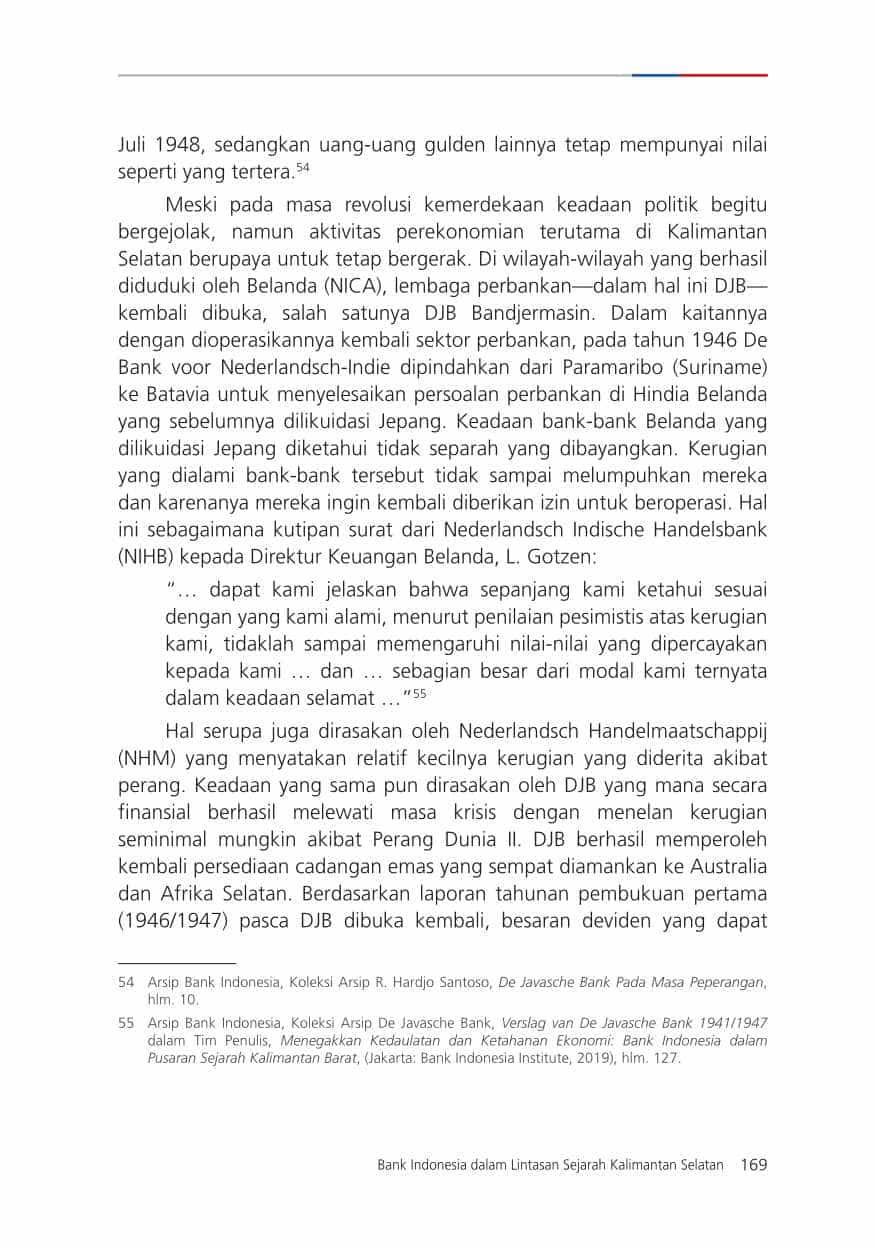 Juli 1948, sedangkan uang-uang gulden lainnya tetap mempunyai nilai
seperti yang tertera.54
Meski pada masa revolusi kemerdekaan keadaan politik begitu
bergejolak, namun aktivitas perekonomian terutama di Kalimantan
Selatan berupaya untuk tetap bergerak. Di wilayah-wilayah yang berhasil
diduduki oleh Belanda (NICA), lembaga perbankan—dalam hal ini DJB—
kembali dibuka, salah satunya DJB Bandjermasin. Dalam kaitannya
dengan dioperasikannya kembali sektor perbankan, pada tahun 1946 De
Bank voor Nederlandsch-Indie dipindahkan dari Paramaribo (Suriname)
ke Batavia untuk menyelesaikan persoalan perbankan di Hindia Belanda
yang sebelumnya dilikuidasi Jepang. Keadaan bank-bank Belanda yang
dilikuidasi Jepang diketahui tidak separah yang dibayangkan. Kerugian
yang dialami bank-bank tersebut tidak sampai melumpuhkan mereka
dan karenanya mereka ingin kembali diberikan izin untuk beroperasi. Hal
ini sebagaimana kutipan surat dari Nederlandsch Indische Handelsbank
(NIHB) kepada Direktur Keuangan Belanda, L. Gotzen:
“… dapat kami jelaskan bahwa sepanjang kami ketahui sesuai
dengan yang kami alami, menurut penilaian pesimistis atas kerugian
kami, tidaklah sampai memengaruhi nilai-nilai yang dipercayakan
kepada kami … dan … sebagian besar dari modal kami ternyata
dalam keadaan selamat …”55
Hal serupa juga dirasakan oleh Nederlandsch Handelmaatschappij
(NHM) yang menyatakan relatif kecilnya kerugian yang diderita akibat
perang. Keadaan yang sama pun dirasakan oleh DJB yang mana secara
finansial berhasil melewati masa krisis dengan menelan kerugian
seminimal mungkin akibat Perang Dunia II. DJB berhasil memperoleh
kembali persediaan cadangan emas yang sempat diamankan ke Australia
dan Afrika Selatan. Berdasarkan laporan tahunan pembukuan pertama
(1946/1947) pasca DJB dibuka kembali, besaran deviden yang dapat
54 Arsip Bank Indonesia, Koleksi Arsip R. Hardjo Santoso, De Javasche Bank Pada Masa Peperangan,
hlm. 10.
55 Arsip Bank Indonesia, Koleksi Arsip De Javasche Bank, Verslag van De Javasche Bank 1941/1947
dalam Tim Penulis, Menegakkan Kedaulatan dan Ketahanan Ekonomi: Bank Indonesia dalam
Pusaran Sejarah Kalimantan Barat, (Jakarta: Bank Indonesia Institute, 2019), hlm. 127.
Bank Indonesia dalam Lintasan Sejarah Kalimantan Selatan 169